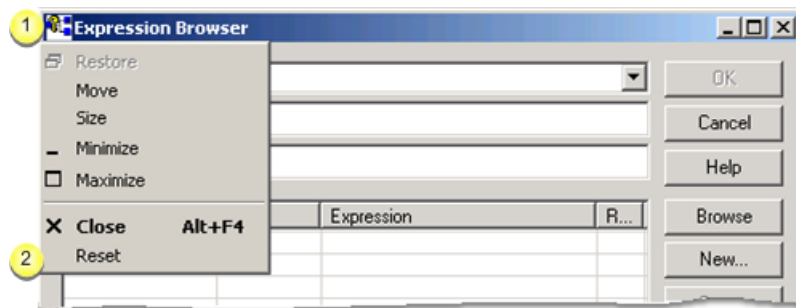 1 Expression Browser
Restore
OK
Move
Size
Cancel
Minimize
Help
Maximize
Expression R... Browse
Close Alt+F4
2 Reset
New...